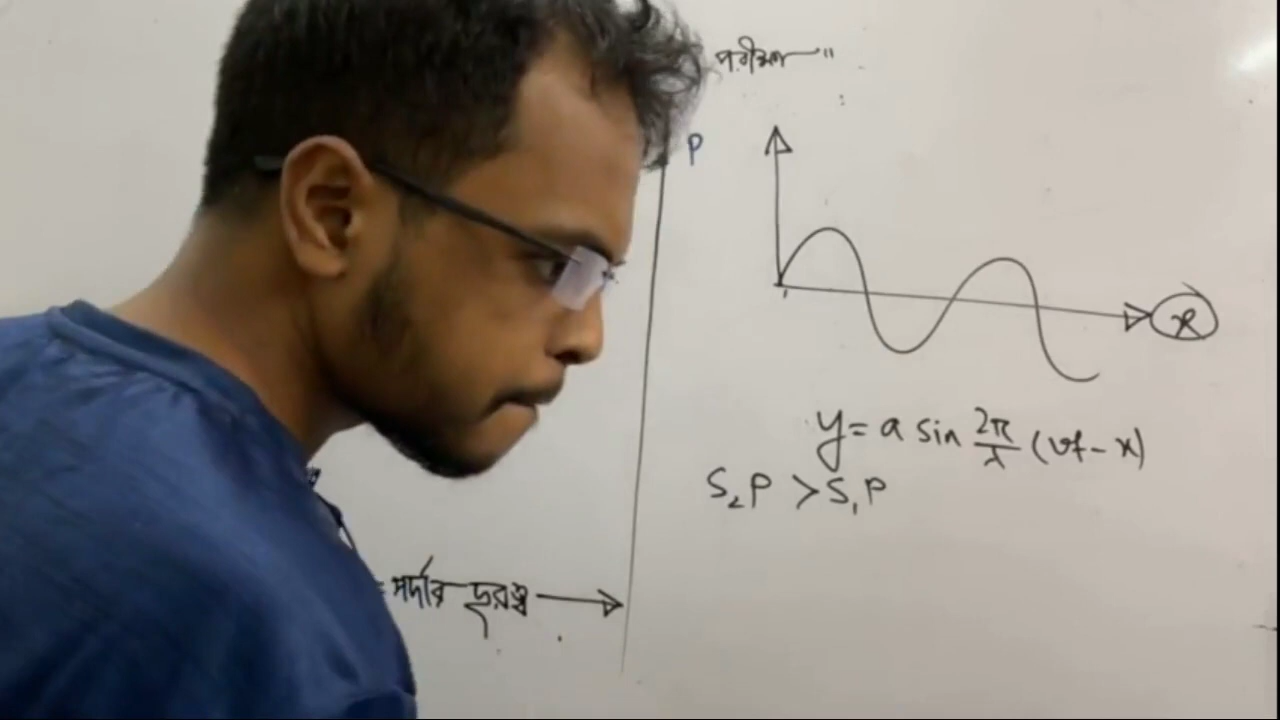 পরীক্ষা "
P
x
y = a sin 2π/λ (vt - x)
S₂P > S₁P
পর্দার দূরত্ব